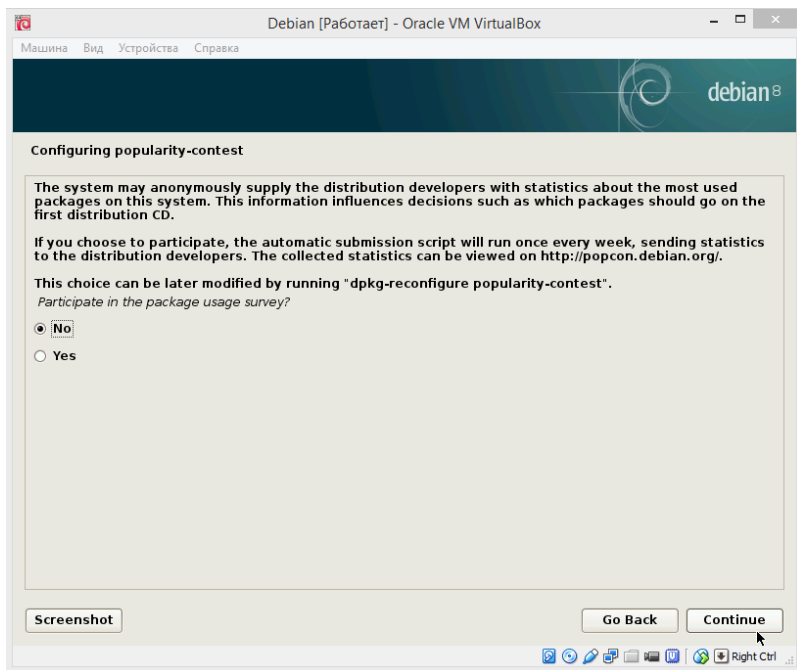 Debian [Работает] - Oracle VM VirtualBox
Машина Вид Устройства Справка
debian 8
Configuring popularity-contest
The system may anonymously supply the distribution developers with statistics about the most used
packages on this system. This information influences decisions such as which packages should go on the
first distribution CD.
If you choose to participate, the automatic submission script will run once every week, sending statistics
to the distribution developers. The collected statistics can be viewed on http://popcon.debian.org/.
This choice can be later modified by running "dpkg-reconfigure popularity-contest".
Participate in the package usage survey?
No
Yes
Screenshot Go Back Continue
Right Ctrl